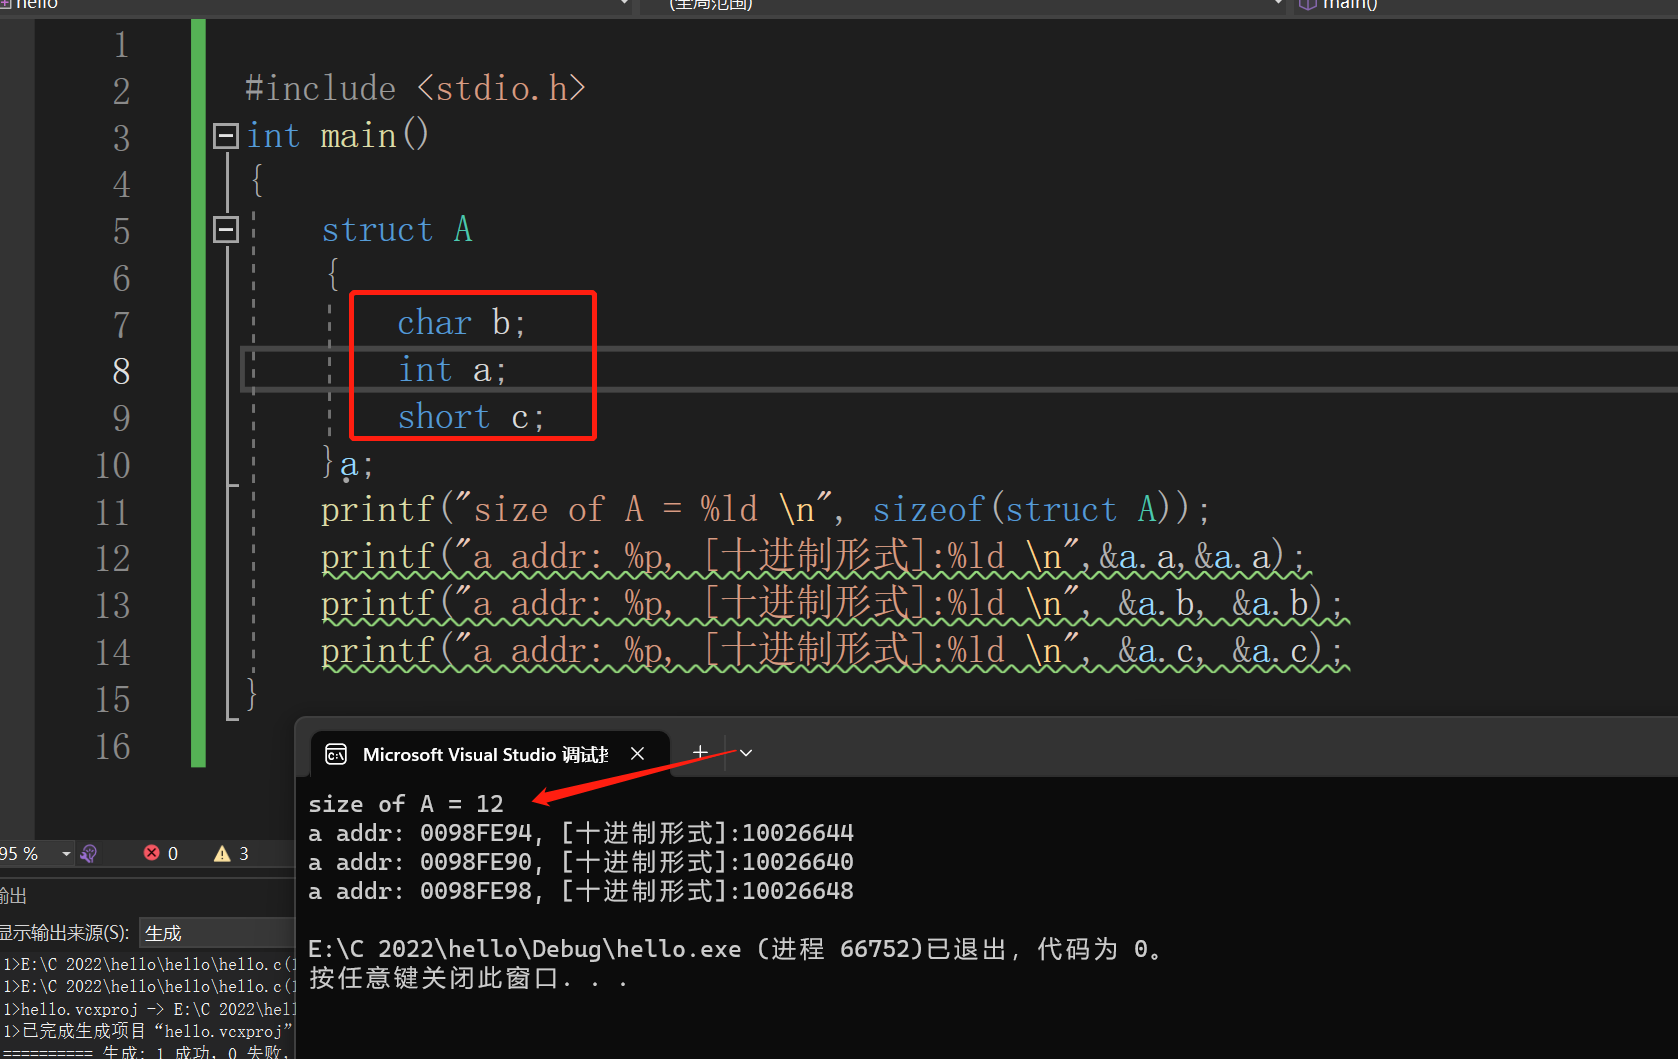 hello
(全局范围)
main()
1
2 #include <stdio.h>
3 int main()
4 {
5 struct A
6 {
7 char b;
8 int a;
9 short c;
10 }a;
11 printf("size of A = %ld \n", sizeof(struct A));
12 printf("a addr: %p, [十进制形式]:%ld \n",&a.a,&a.a);
13 printf("a addr: %p, [十进制形式]:%ld \n", &a.b, &a.b);
14 printf("a addr: %p, [十进制形式]:%ld \n", &a.c, &a.c);
15 }
16
Microsoft Visual Studio 调试
size of A = 12
a addr: 0098FE94, [十进制形式]:10026644
a addr: 0098FE90, [十进制形式]:10026640
a addr: 0098FE98, [十进制形式]:10026648
E:\C 2022\hello\Debug\hello.exe (进程 66752)已退出, 代码为 0。
按任意键关闭此窗口. . .
95 % 0 3
输出
显示输出来源(S): 生成
1>E:\C 2022\hello\hello\hello.c(1
1>E:\C 2022\hello\hello\hello.c(1
1>hello.vcxproj -> E:\C 2022\hell
1>已完成生成项目“hello.vcxproj”
========== 生成: 1 成功, 0 失败,